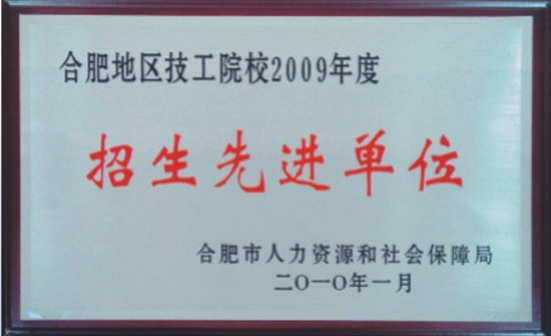 合肥地区技工院校2009年度
招生先进单位
合肥市人力资源和社会保障局
二〇一〇年一月